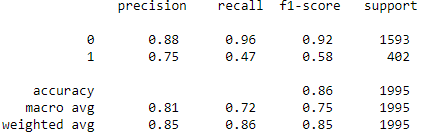 precision recall f1-score support
0 0.88 0.96 0.92 1593
1 0.75 0.47 0.58 402
accuracy 0.86 1995
macro avg 0.81 0.72 0.75 1995
weighted avg 0.85 0.86 0.85 1995